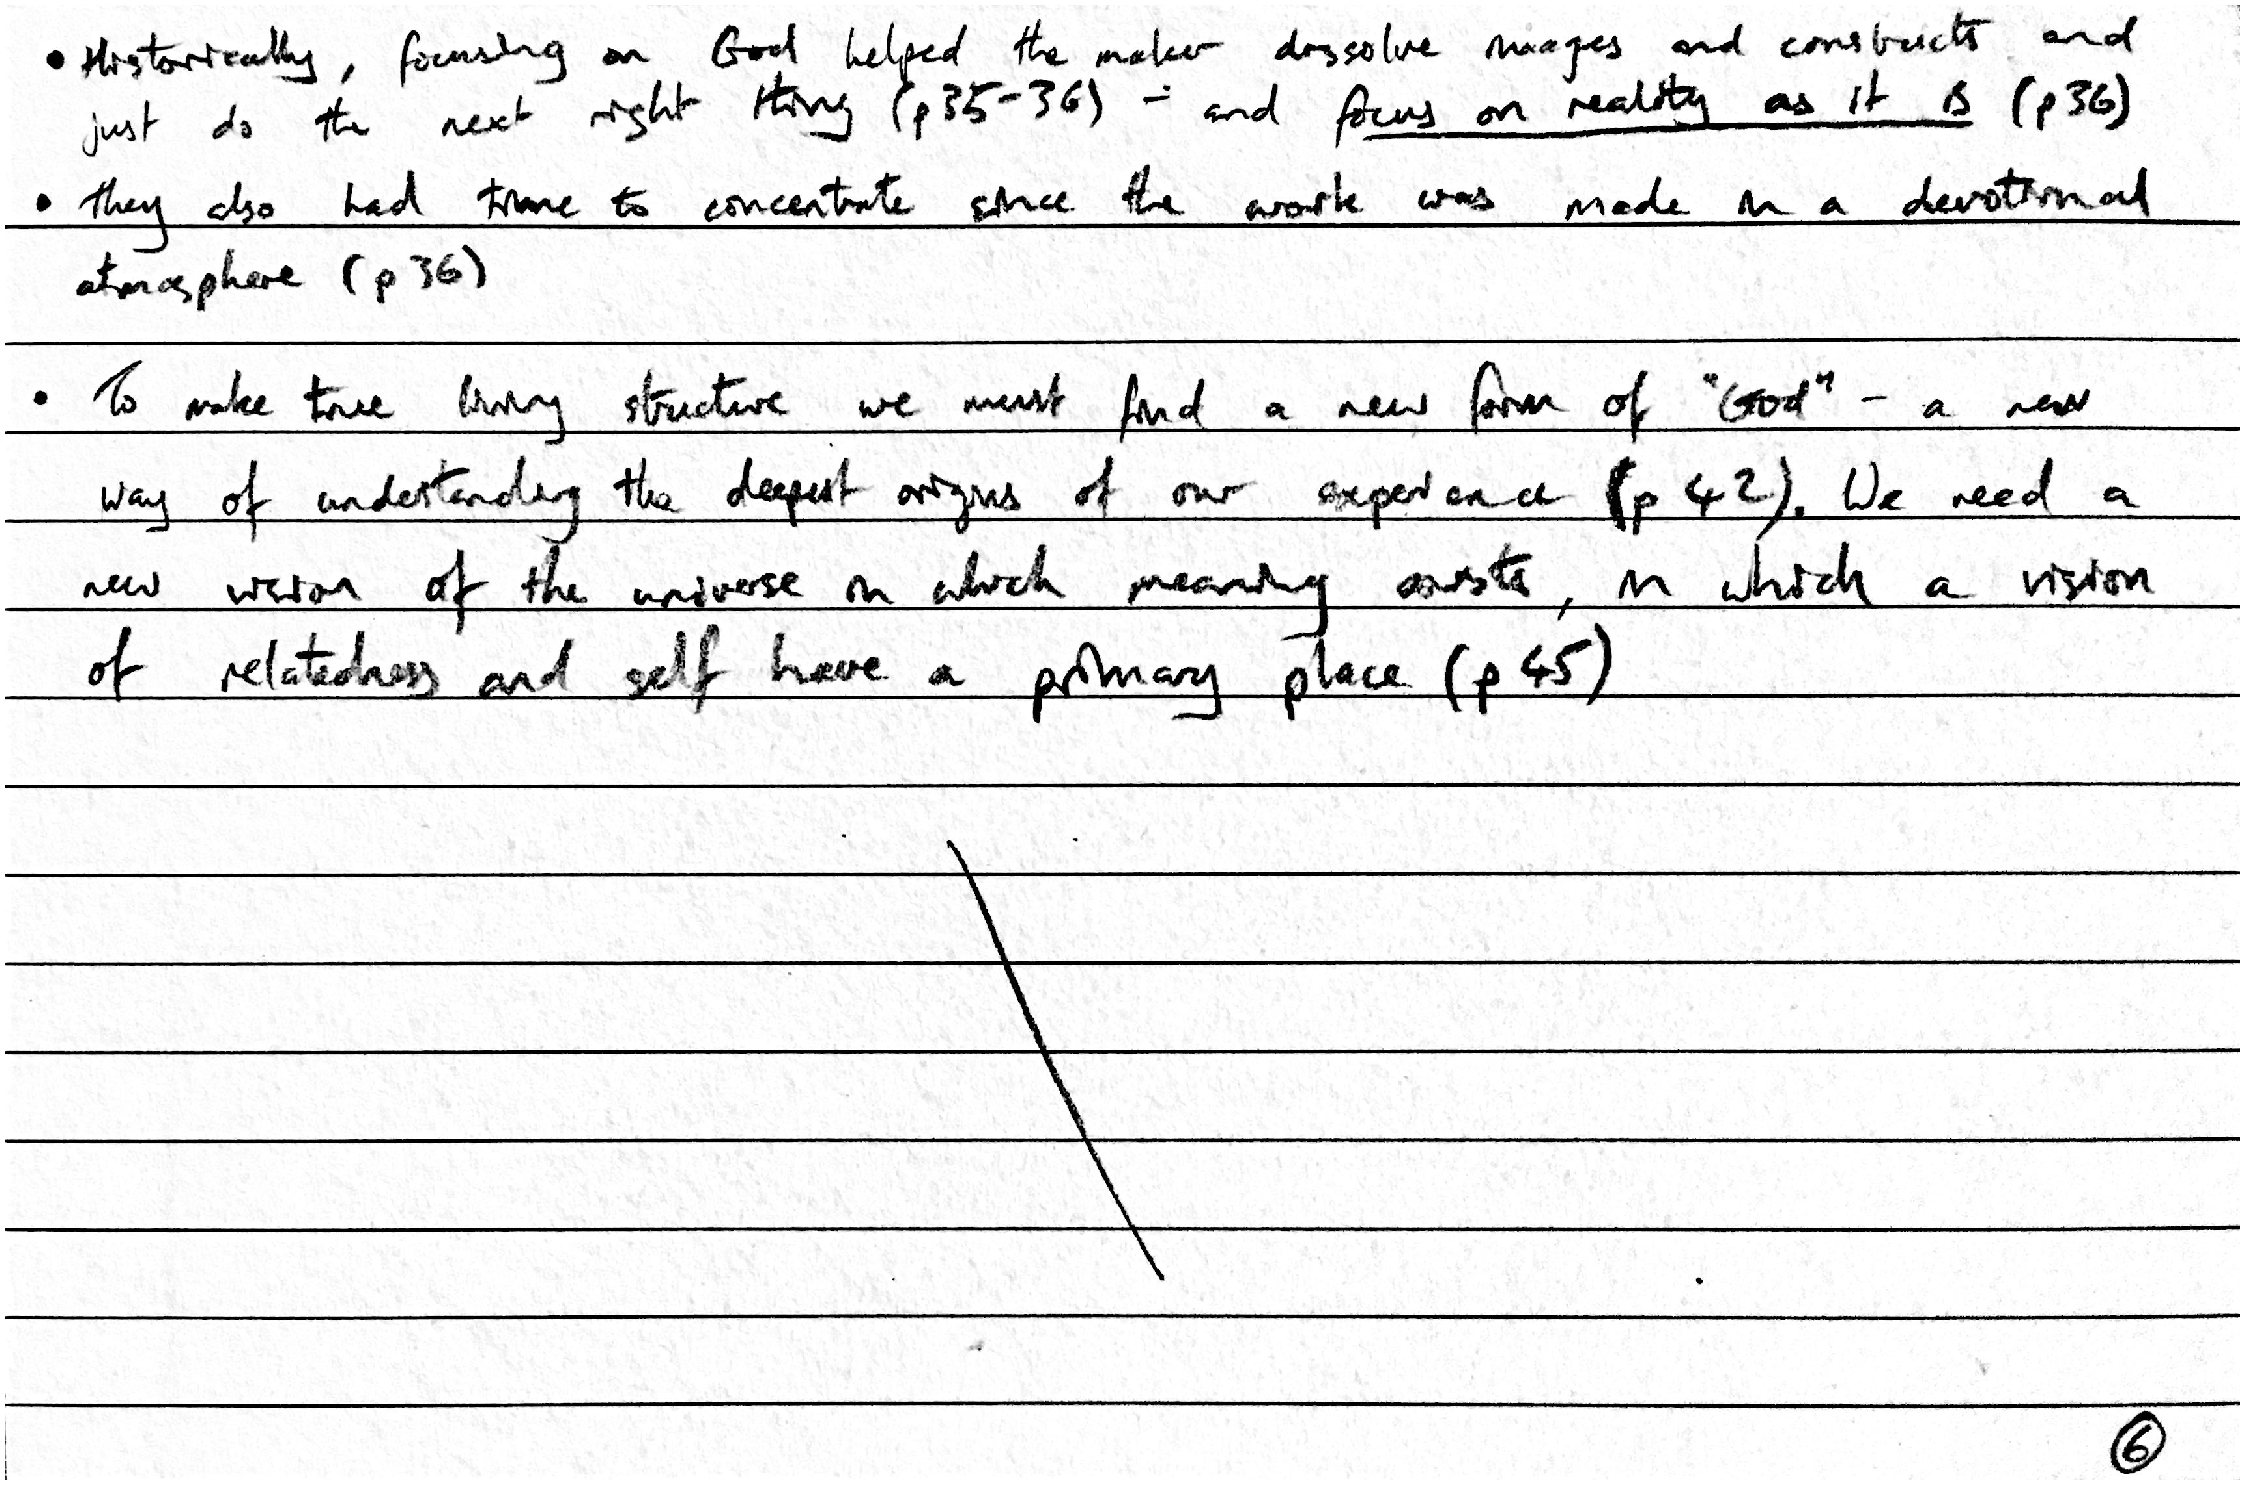 • Historically, focusing on God helped the maker dissolve images and constructs and
just do the next right thing (p35-36) - and focus on reality as it is (p36)
• they also had time to concentrate since the work was made in a devotional
atmosphere (p36)
• To make true living structure we must find a new form of "God" - a new
way of understanding the deepest origins of our experience (p 42). We need a
new vision of the universe in which meaning exists, in which a vision
of relatedness and self have a primary place (p 45)
6